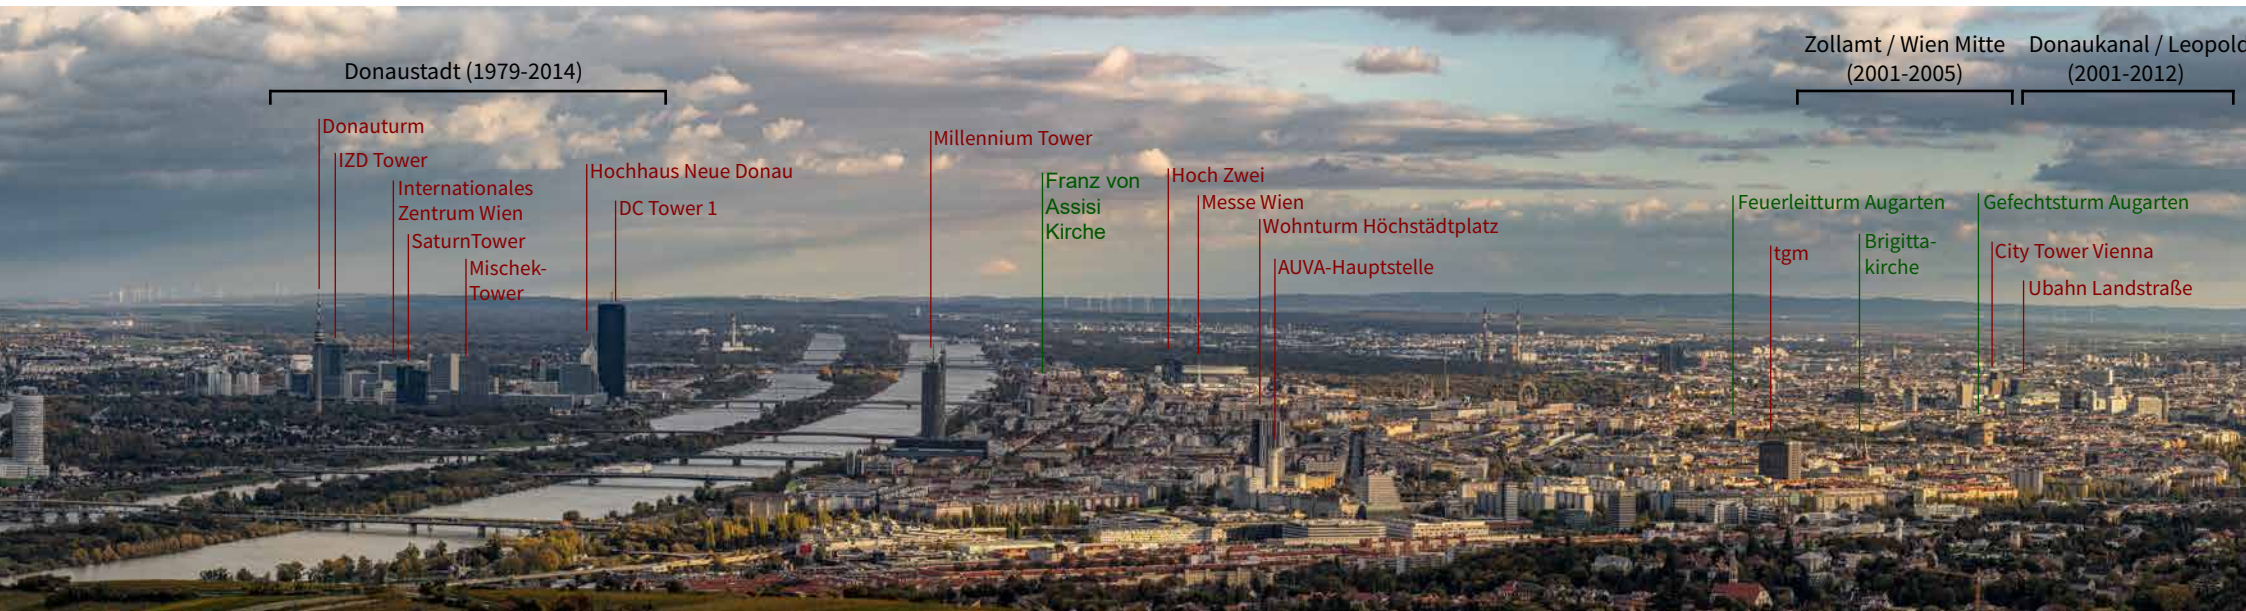 Donaustadt (1979-2014)
Zollamt / Wien Mitte
(2001-2005)
Donaukanal / Leopold
(2001-2012)
Donauturm
IZD Tower
Internationales
Zentrum Wien
SaturnTower
Mischek-
Tower
Hochhaus Neue Donau
DC Tower 1
Millennium Tower
Franz von
Assisi
Kirche
Hoch Zwei
Messe Wien
Wohnturm Höchstädtplatz
AUVA-Hauptstelle
Feuerleitturm Augarten
tgm
Brigitta-
kirche
Gefechtsturm Augarten
City Tower Vienna
Ubahn Landstraße